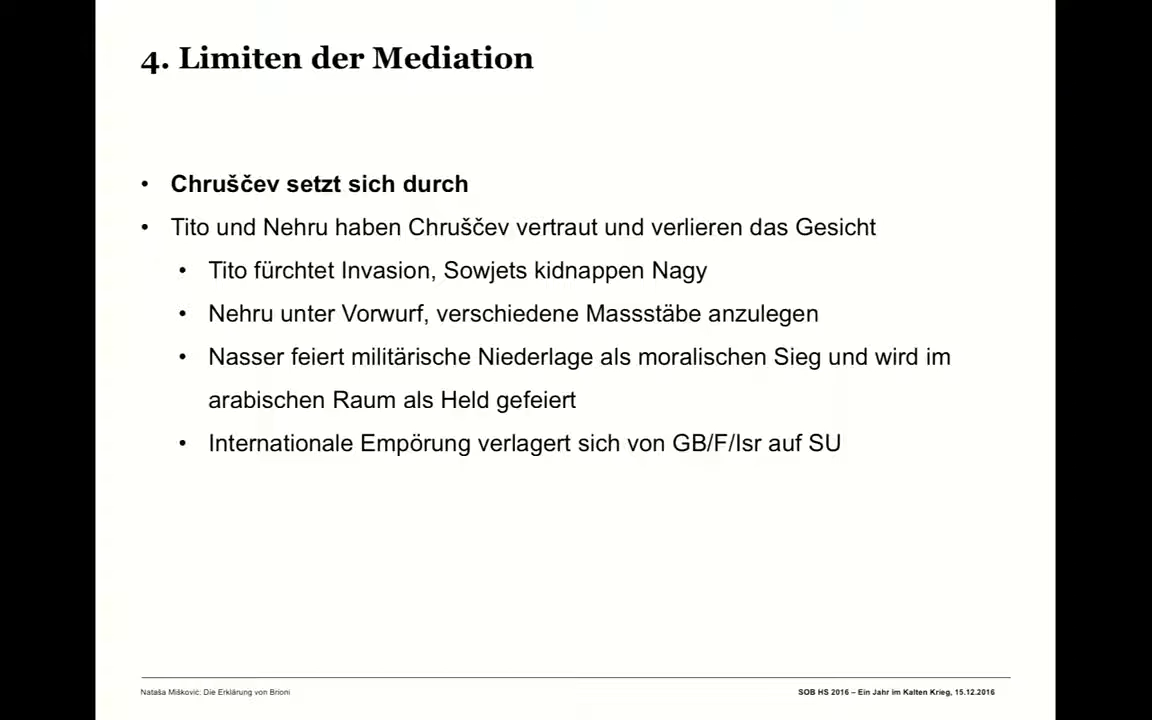 4. Limiten der Mediation
• Chruščev setzt sich durch
• Tito und Nehru haben Chruščev vertraut und verlieren das Gesicht
• Tito fürchtet Invasion, Sowjets kidnappen Nagy
• Nehru unter Vorwurf, verschiedene Massstäbe anzulegen
• Nasser feiert militärische Niederlage als moralischen Sieg und wird im
arabischen Raum als Held gefeiert
• Internationale Empörung verlagert sich von GB/F/Isr auf SU
Nataša Mišković: Die Erklärung von Brioni
SOB HS 2016 – Ein Jahr im Kalten Krieg, 15.12.2016